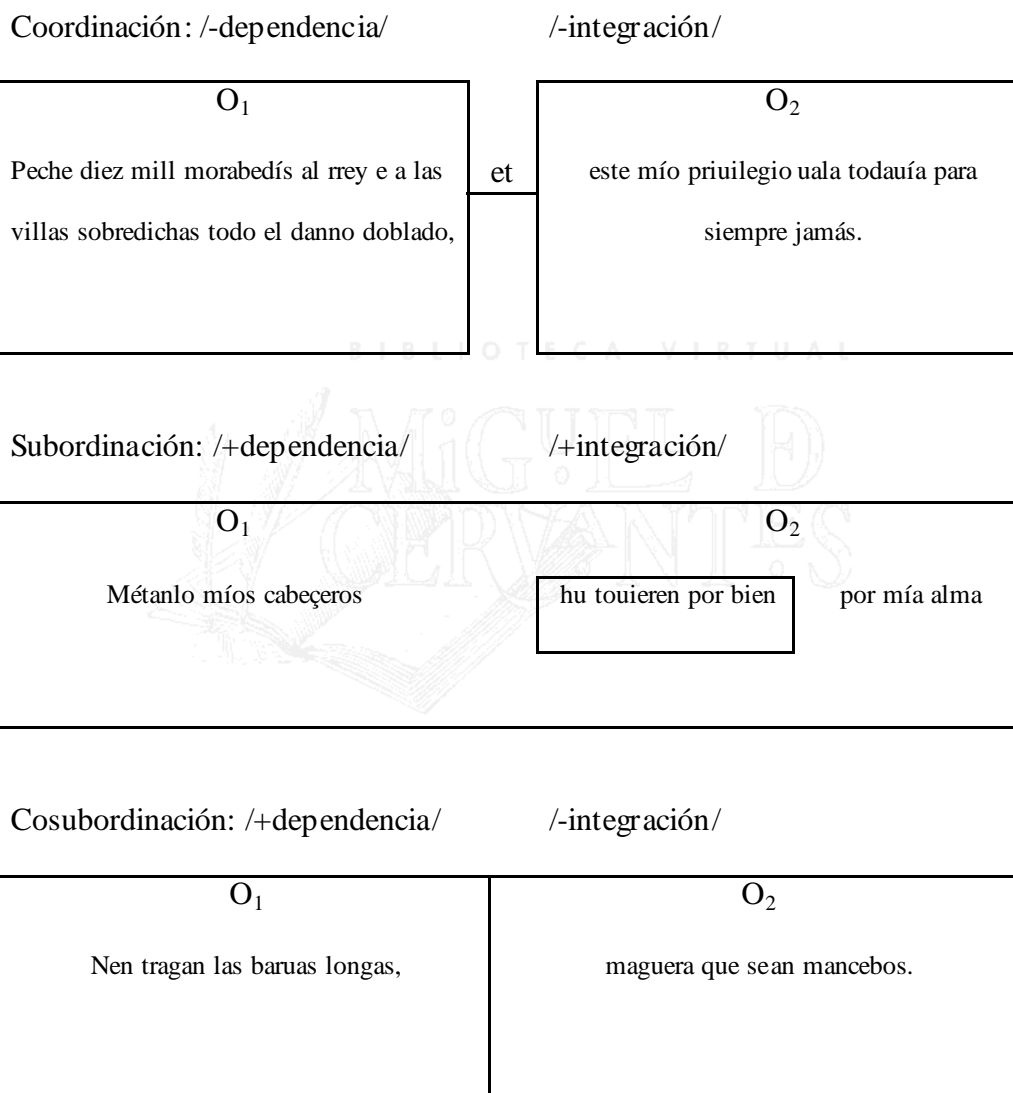 Coordinación: /-dependencia/ /-integración/
O₁ O₂
Peche diez mill morabedís al rrey e a las et este mío priuilegio uala todauía para
villas sobredichas todo el danno doblado, siempre jamás.
BIBLIOTECA VIRTUAL
MiGUEL D
CERVANTES
Subordinación: /+dependencia/ /+integración/
O₁ O₂
Métanlo míos cabeçeros hu touieren por bien por mía alma
Cosubordinación: /+dependencia/ /-integración/
O₁ O₂
Nen tragan las baruas longas, maguera que sean mancebos.